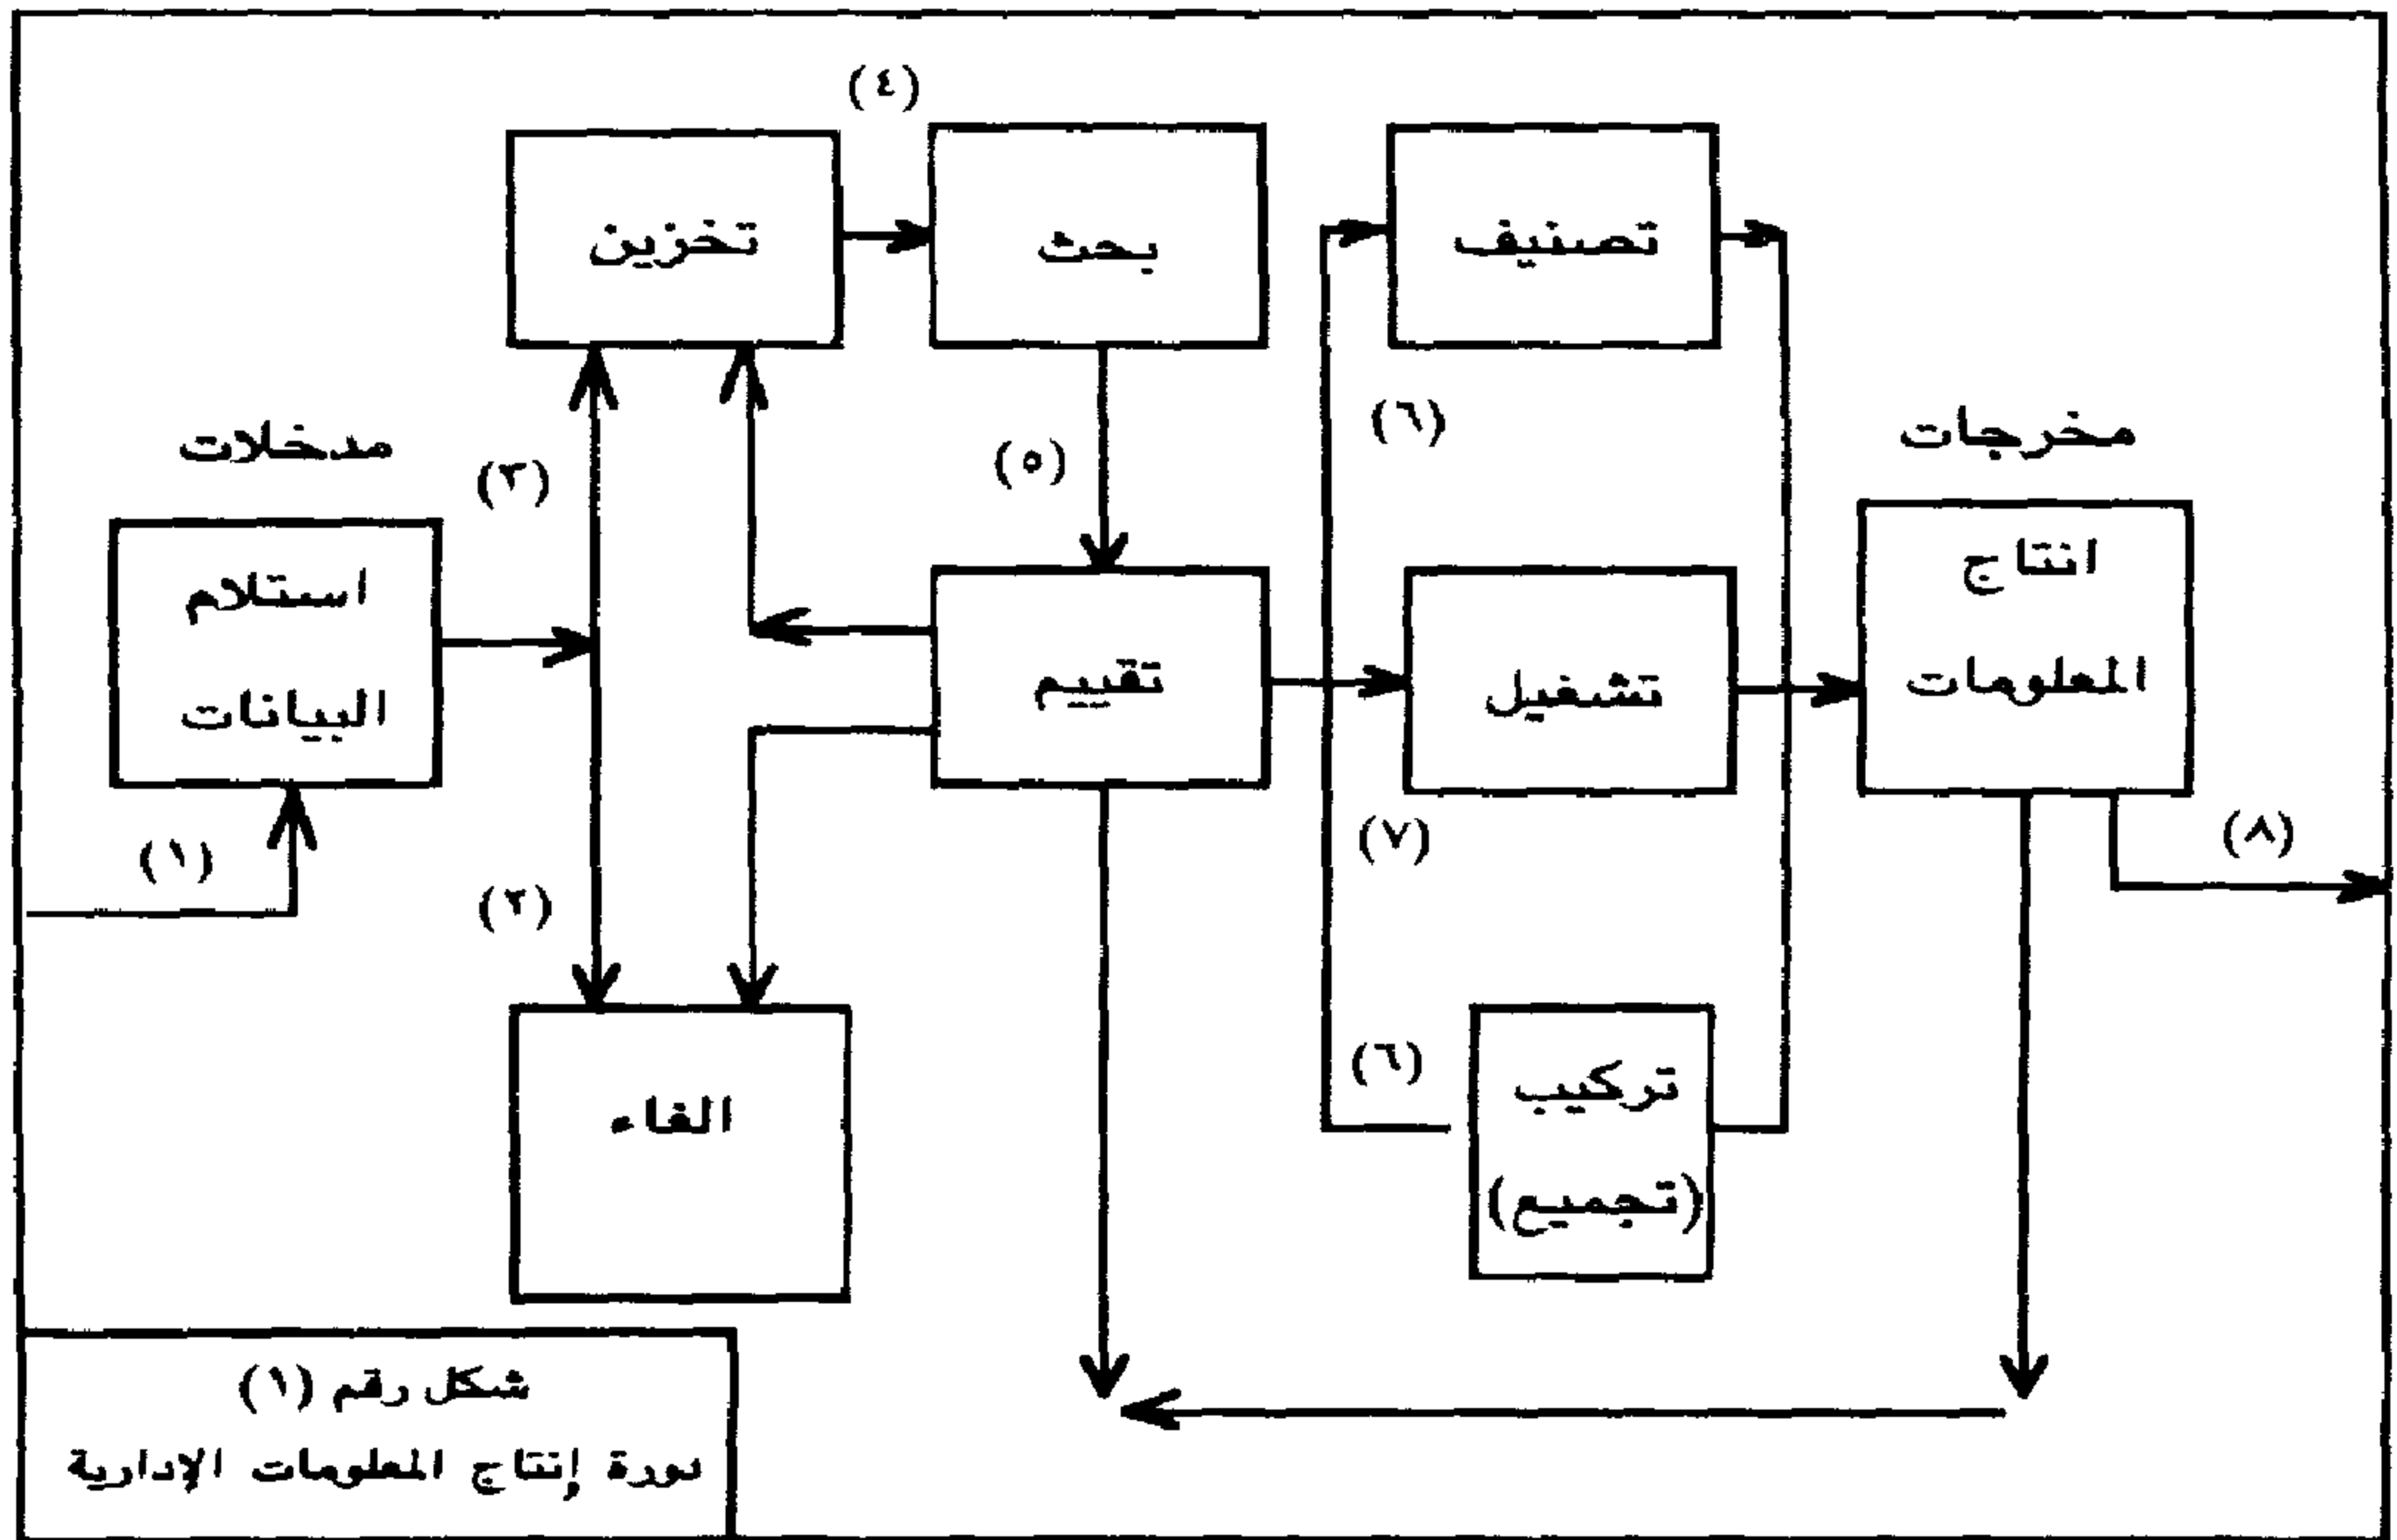 (٤)
تخزين
بحث
تصنيف
مدخلات
(٣)
(٥)
(٦)
مخرجات
استلام
البيانات
تقييم
تشغيل
انتاج
المعلومات
(١)
(٢)
(٧)
(٨)
الغاء
(٦)
تركيب
(تجميع)
شكل رقم (١)
دورة إنتاج المعلومات الإدارية